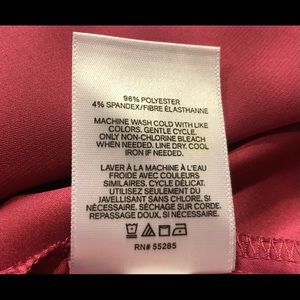 96% POLYESTER
4% SPANDEX/FIBRE ÉLASTHANNE
MACHINE WASH COLD WITH LIKE
COLORS. GENTLE CYCLE.
ONLY NON-CHLORINE BLEACH
WHEN NEEDED. LINE DRY. COOL
IRON IF NEEDED.
LAVER À LA MACHINE À L'EAU
FROIDE AVEC COULEURS
SIMILAIRES. CYCLE DÉLICAT.
UTILISEZ SEULEMENT DU
JAVELLISANT SANS CHLORE, SI
NÉCESSAIRE. SÉCHAGE SUR CORDE.
REPASSAGE DOUX, SI NÉCESSAIRE.
RN# 55285